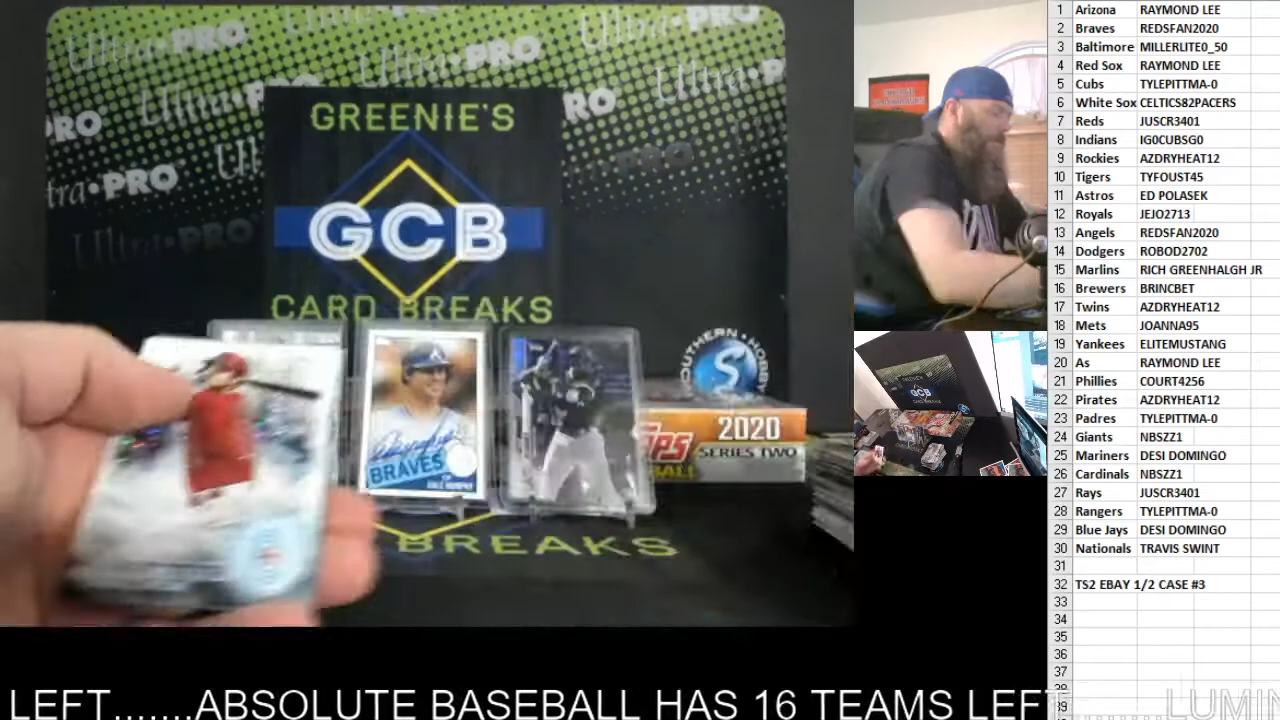 Ultra•PRO
GREENIE'S
GCB
CARD BREAKS
BREAKS
SOUTHERN HOBBY
S
BRAVES
DALE MURPHY
2020
SERIES TWO
1 Arizona RAYMOND LEE
2 Braves REDSFAN2020
3 Baltimore MILLERLITE0_50
4 Red Sox RAYMOND LEE
5 Cubs TYLEPITTMA-0
6 White Sox CELTICS82PACERS
7 Reds JUSCR3401
8 Indians IG0CUBSG0
9 Rockies AZDRYHEAT12
10 Tigers TYFOUST45
11 Astros ED POLASEK
12 Royals JEJO2713
13 Angels REDSFAN2020
14 Dodgers ROBOD2702
15 Marlins RICH GREENHALGH JR
16 Brewers BRINCBET
17 Twins AZDRYHEAT12
18 Mets JOANNA95
19 Yankees ELITEMUSTANG
20 As RAYMOND LEE
21 Phillies COURT4256
22 Pirates AZDRYHEAT12
23 Padres TYLEPITTMA-0
24 Giants NBSZZ1
25 Mariners DESI DOMINGO
26 Cardinals NBSZZ1
27 Rays JUSCR3401
28 Rangers TYLEPITTMA-0
29 Blue Jays DESI DOMINGO
30 Nationals TRAVIS SWINT
31
32 TS2 EBAY 1/2 CASE #3
33
34
35
36
37
LEFT.......ABSOLUTE BASEBALL HAS 16 TEAMS LEFT
LUMIN